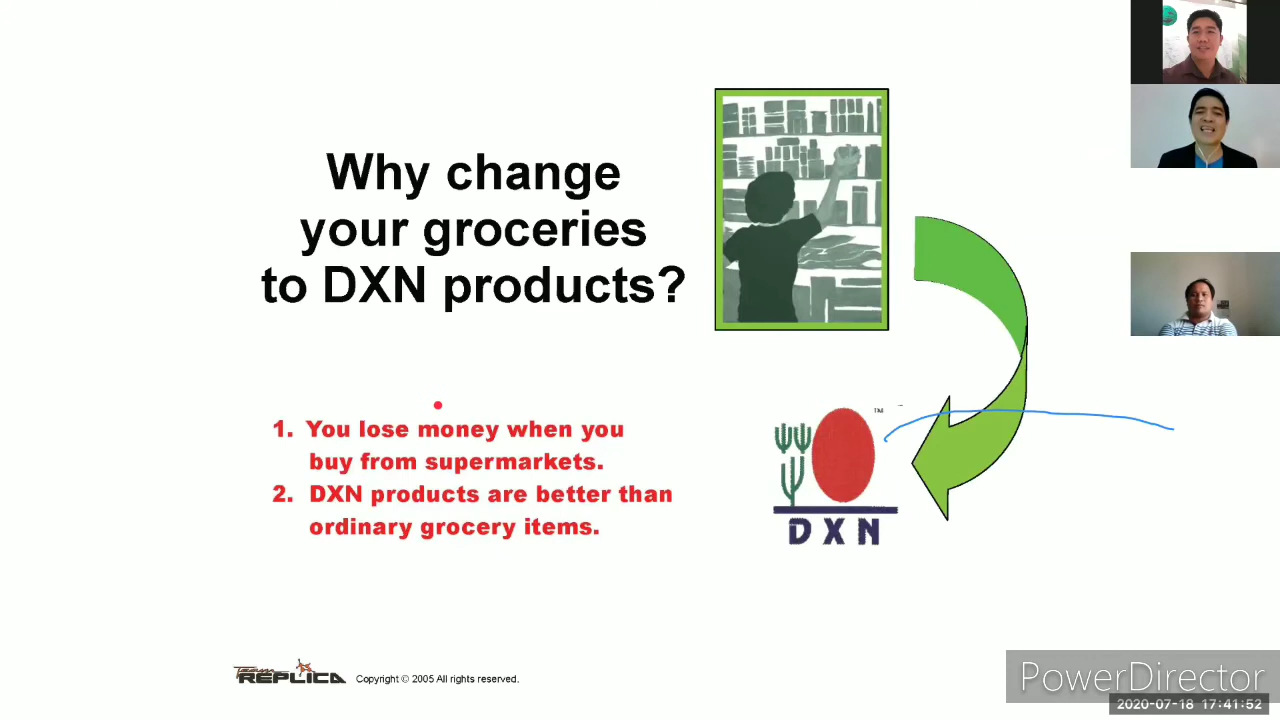 Why change
your groceries
to DXN products?
1. You lose money when you
buy from supermarkets.
2. DXN products are better than
ordinary grocery items.
TM
DXN
Team
REPLICA
Copyright © 2005 All rights reserved.
PowerDirector
2020-07-18 17:41:52